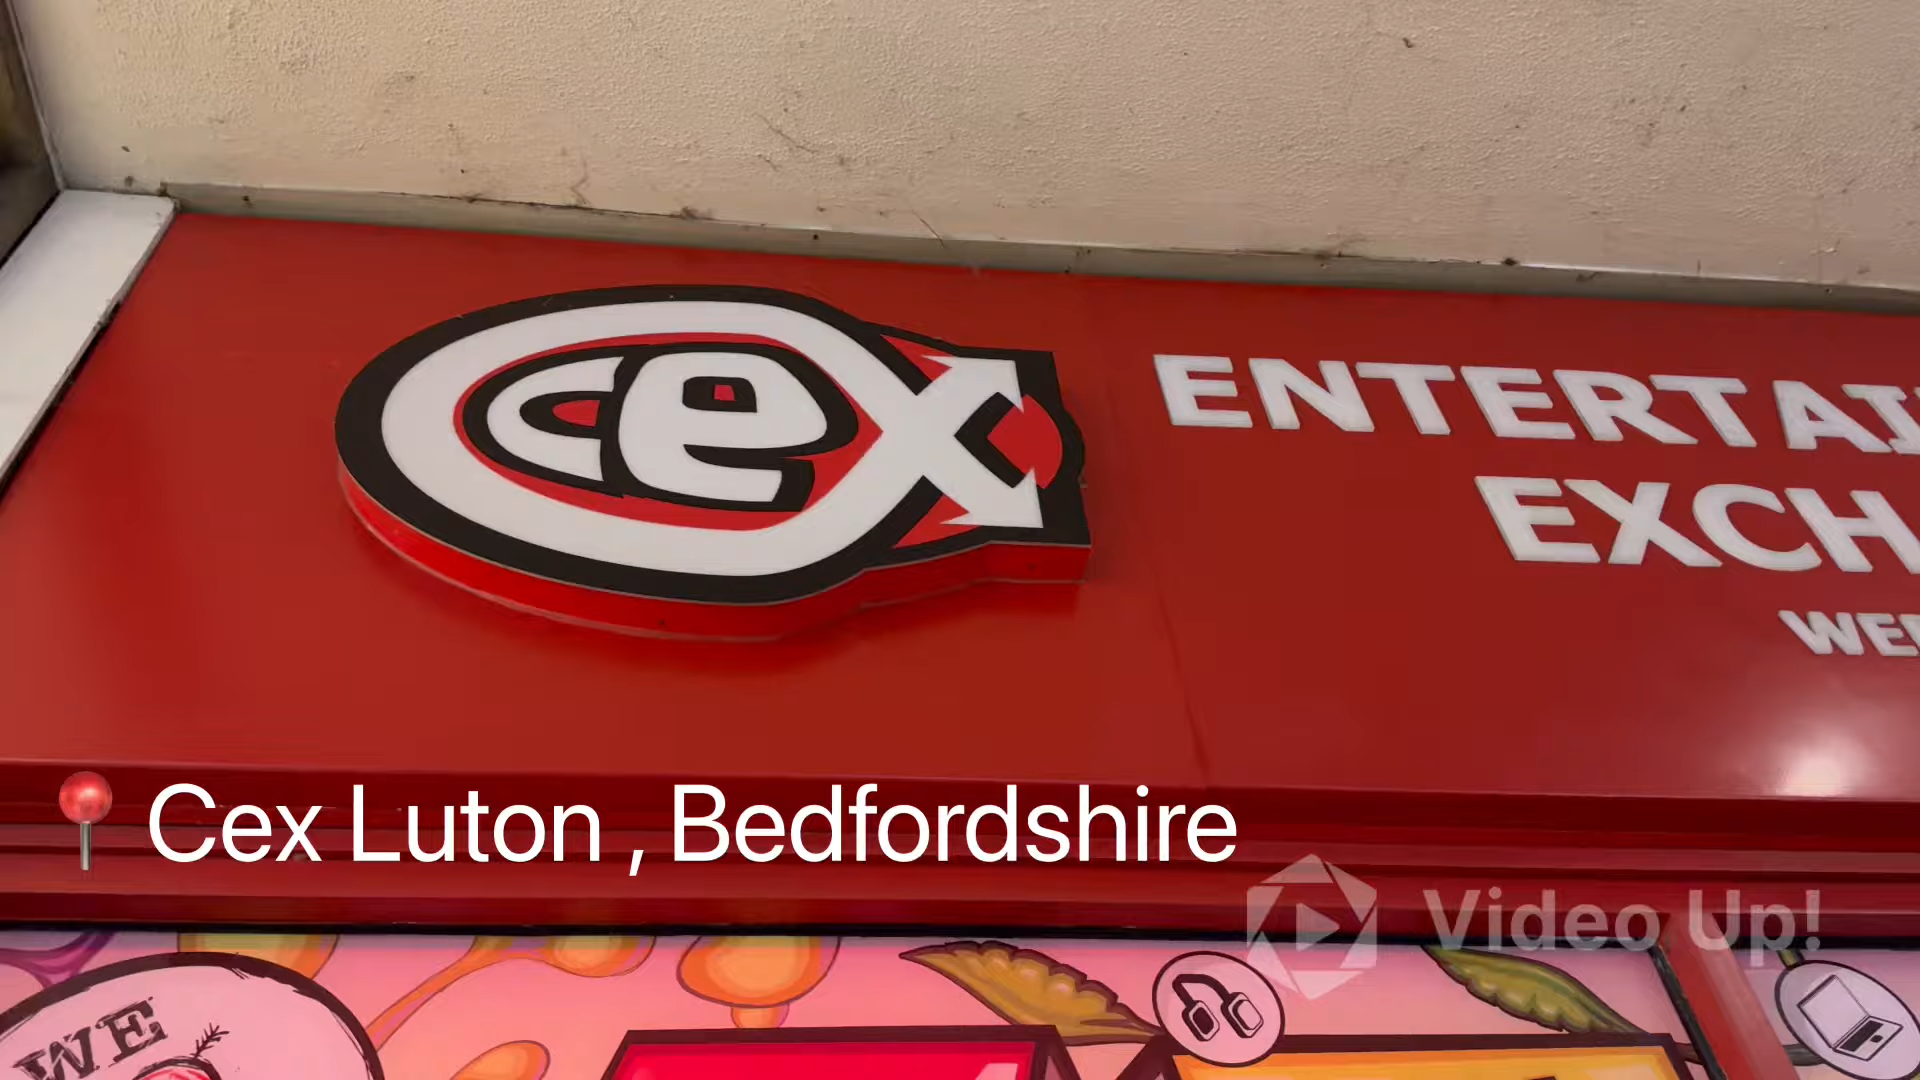 cex
ENTERTAI
EXCH
WE
Cex Luton , Bedfordshire
Video Up!
WE